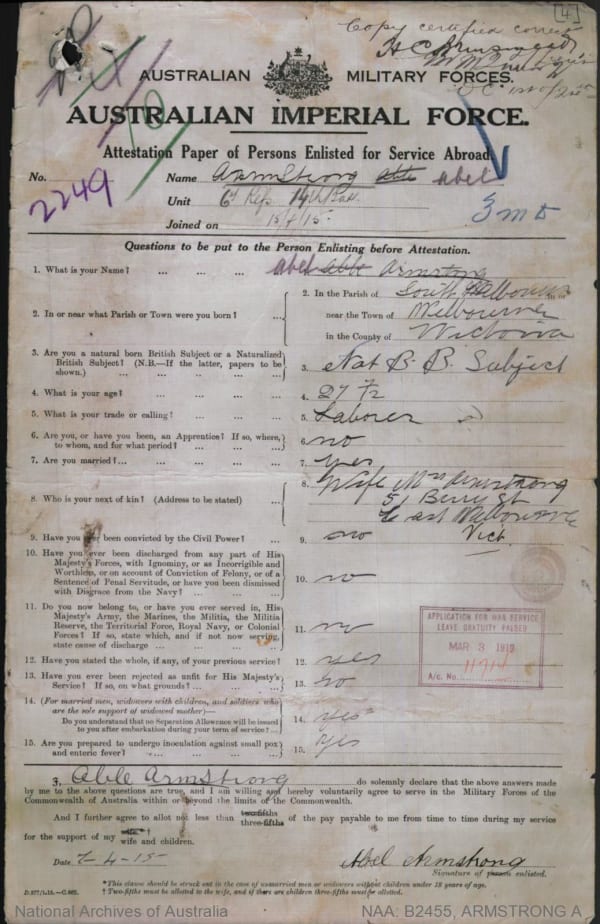 [4]
Copy certified correct
AUSTRALIAN MILITARY FORCES.
AUSTRALIAN IMPERIAL FORCE.
Attestation Paper of Persons Enlisted for Service Abroad
No. 2249
Name Armstrong Abel
Unit 6th Refs 14th Batt
Joined on 15/4/15
3 MD
Questions to be put to the Person Enlisting before Attestation.
1. What is your Name? ... ... ... Abel Able Armstrong
2. In or near what Parish or Town were you born? ...
2. In the Parish of South Melbourne in or
near the Town of Melbourne
in the County of Victoria
3. Are you a natural born British Subject or a Naturalized
British Subject? (N.B.—If the latter, papers to be
shown.) ... ... ... ... ...
3. Nat B. B. Subject
4. What is your age? ... ... ... ...
4. 27 7/12
5. What is your trade or calling? ... ... ...
5. Laborer
6. Are you, or have you been, an Apprentice? If so, where,
to whom, and for what period? ... ... ...
6. no
7. Are you married? ... ... ... ... ...
7. yes
8. Who is your next of kin? (Address to be stated) ...
8. Wife Mrs Armstrong
51 Berry St
East Melbourne
Vict.
9. Have you ever been convicted by the Civil Power? ...
9. no
10. Have you ever been discharged from any part of His
Majesty's Forces, with Ignominy, or as Incorrigible and
Worthless, or on account of Conviction of Felony, or of a
Sentence of Penal Servitude, or have you been dismissed
with Disgrace from the Navy? ... ... ...
10. no
11. Do you now belong to, or have you ever served in, His
Majesty's Army, the Marines, the Militia, the Militia
Reserve, the Territorial Force, Royal Navy, or Colonial
Forces? If so, state which, and if not now serving,
state cause of discharge ... ... ... ...
11. no
APPLICATION FOR WAR SERVICE
LEAVE GRATUITY PASSED
MAR 3 1919
A/c. No.
12. Have you stated the whole, if any, of your previous service?
12. yes
13. Have you ever been rejected as unfit for His Majesty's
Service? If so, on what grounds? ... ... ...
13. no
14. (For married men, widowers with children, and soldiers who
are the sole support of widowed mother)—
Do you understand no Separation Allowance will be issued
to you after embarkation during your term of service? ...
14. yes
15. Are you prepared to undergo inoculation against small pox
and enteric fever? ... ... ... ...
15. yes
I, Able Armstrong do solemnly declare that the above answers made
by me to the above questions are true, and I am willing and hereby voluntarily agree to serve in the Military Forces of the
Commonwealth of Australia within or beyond the limits of the Commonwealth.
And I further agree to allot not less than two-fifths three-fifths of the pay payable to me from time to time during my service
for the support of my wife wife and children.
Date 7-4-15 Abel Armstrong
Signature of person enlisted.
*This clause should be struck out in the case of unmarried men or widowers without children under 18 years of age.
† Two-fifths must be allotted to the wife, and if there are children three-fifths must be allotted.
National Archives of Australia NAA: B2455, ARMSTRONG A